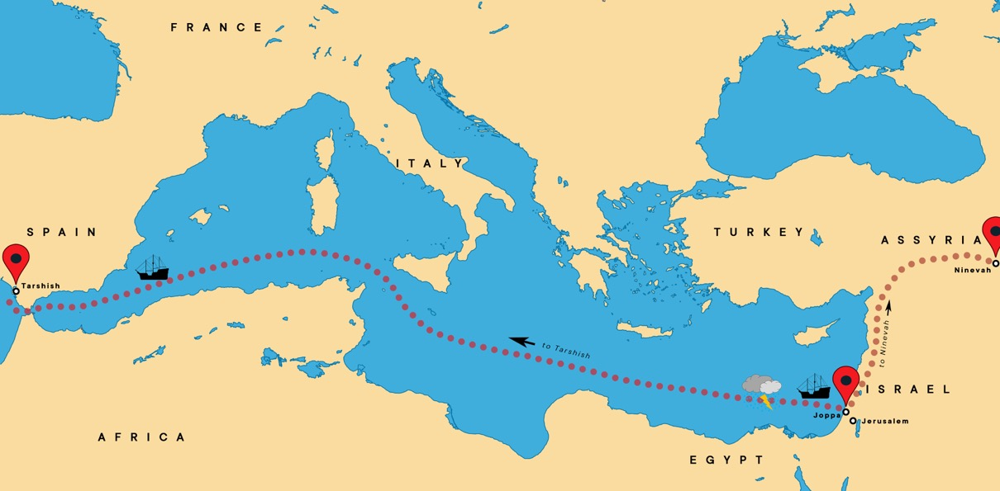 FRANCE
ITALY
SPAIN
TURKEY
ASSYRIA
Ninevah
Tarshish
to Ninevah
to Tarshish
ISRAEL
Joppa
Jerusalem
AFRICA
EGYPT